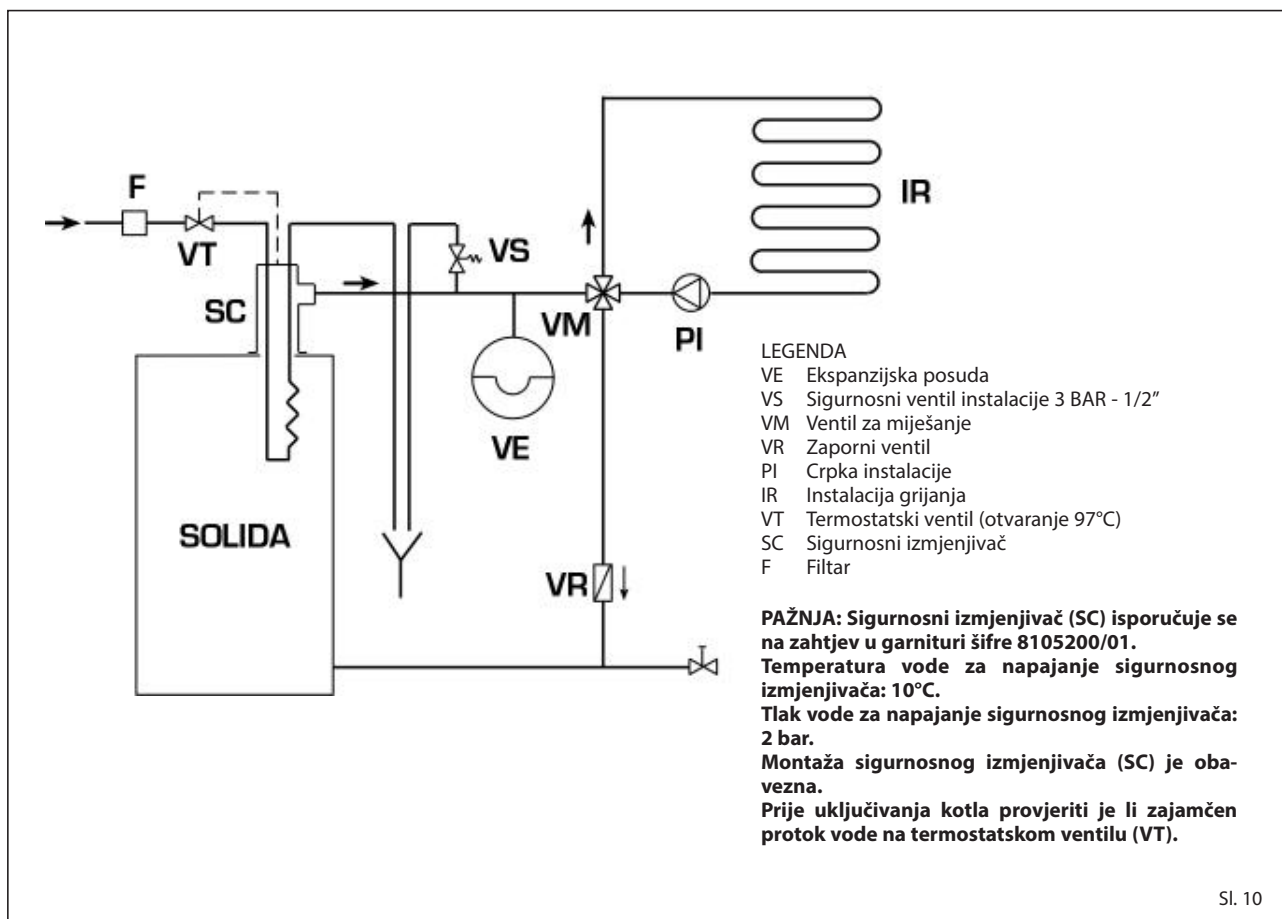 F
VT
SC
VS
VM
PI
IR
VE
SOLIDA
VR
LEGENDA
VE Ekspanzijska posuda
VS Sigurnosni ventil instalacije 3 BAR - 1/2”
VM Ventil za miješanje
VR Zaporni ventil
PI Crpka instalacije
IR Instalacija grijanja
VT Termostatski ventil (otvaranje 97°C)
SC Sigurnosni izmjenjivač
F Filtar
PAŽNJA: Sigurnosni izmjenjivač (SC) isporučuje se
na zahtjev u garnituri šifre 8105200/01.
Temperatura vode za napajanje sigurnosnog
izmjenjivača: 10°C.
Tlak vode za napajanje sigurnosnog izmjenjivača:
2 bar.
Montaža sigurnosnog izmjenjivača (SC) je oba-
vezna.
Prije uključivanja kotla provjeriti je li zajamčen
protok vode na termostatskom ventilu (VT).
Sl. 10